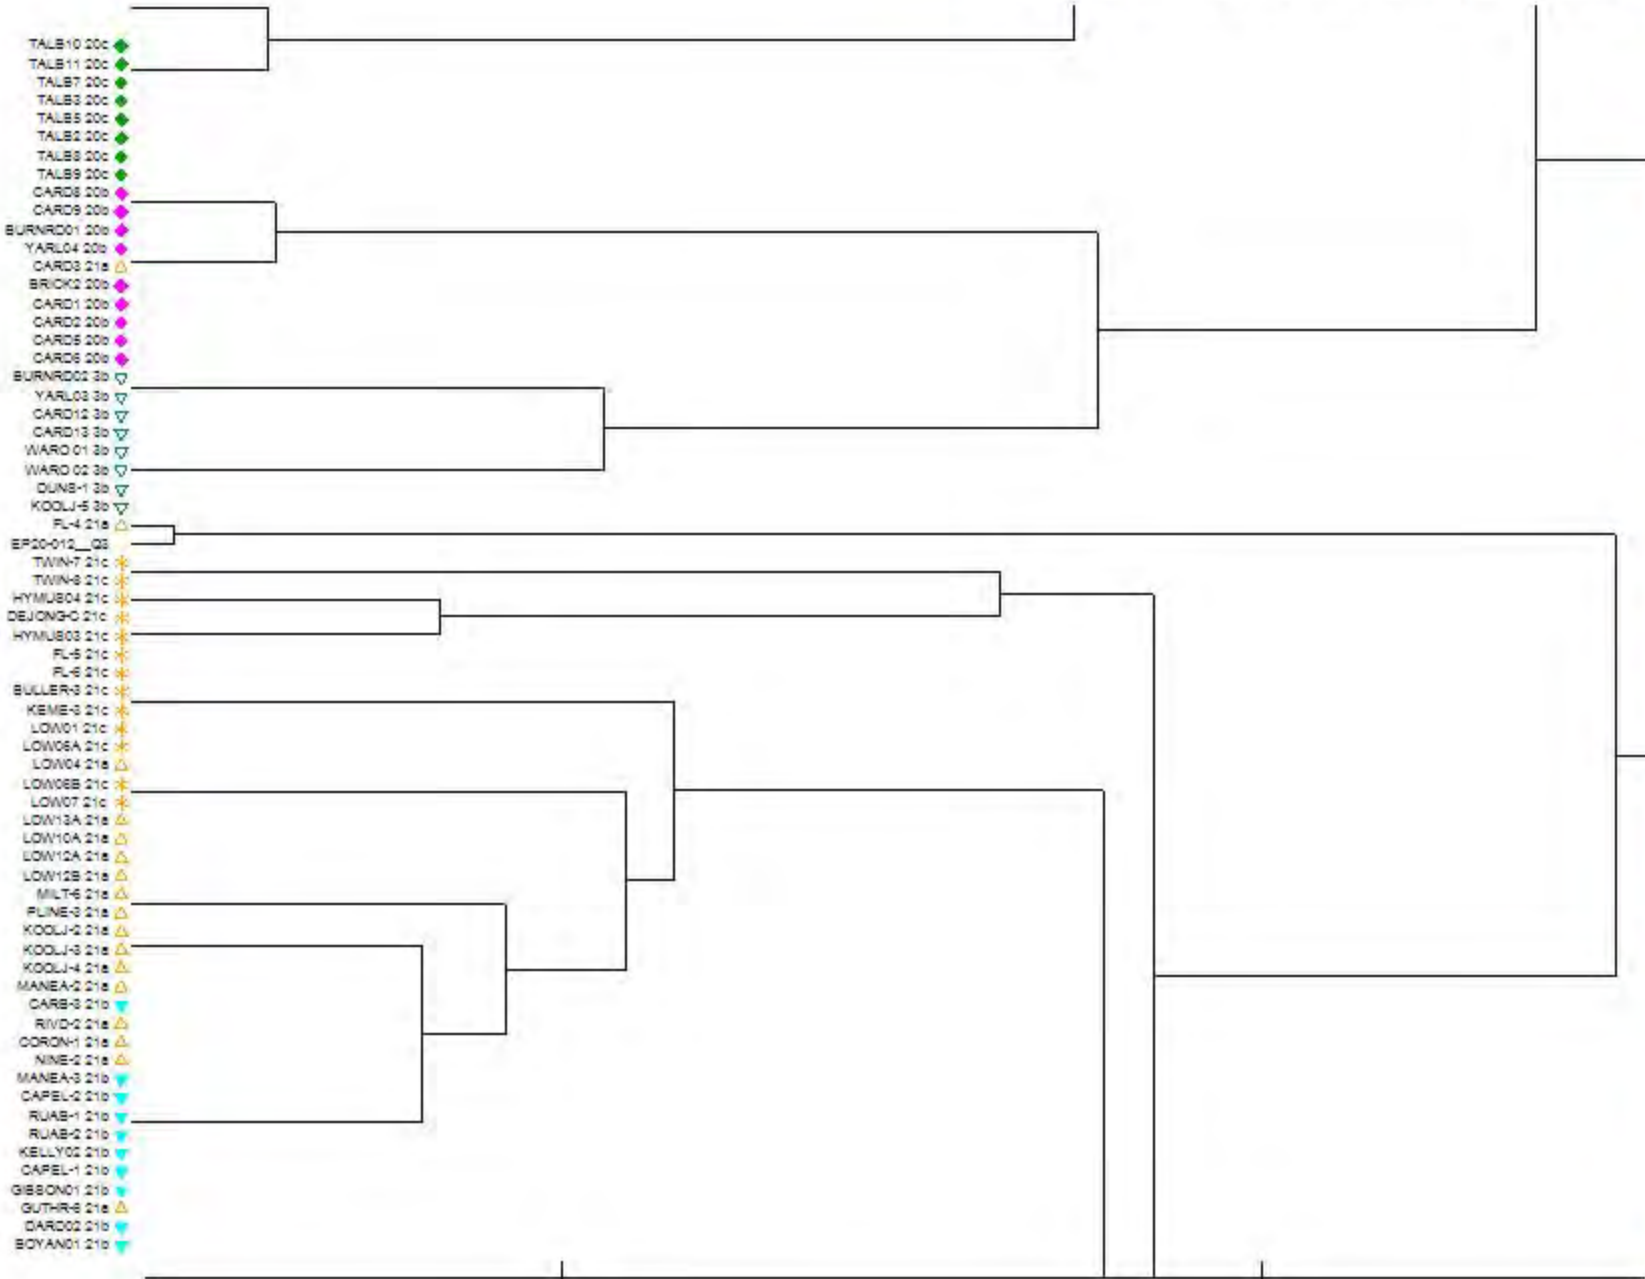 TALB10 20c
TALB11 20c
TALB7 20c
TALB3 20c
TALB5 20c
TALB2 20c
TALB8 20c
TALB9 20c
CARD8 20b
CARD9 20b
BURNRD01 20b
YARL04 20b
CARD3 21a
BRICK2 20b
CARD1 20b
CARD2 20b
CARD5 20b
CARD6 20b
BURNRD02 3b
YARL03 3b
CARD12 3b
CARD13 3b
WARO 01 3b
WARO 02 3b
DUNS-1 3b
KOOLJ-5 3b
FL-4 21a
EP20-012__Q3
TWIN-7 21c
TWIN-8 21c
HYMUS04 21c
DEJONG-C 21c
HYMUS03 21c
FL-5 21c
FL-6 21c
BULLER-3 21c
KEME-3 21c
LOW01 21c
LOW06A 21c
LOW04 21a
LOW06B 21c
LOW07 21c
LOW13A 21a
LOW10A 21a
LOW12A 21a
LOW12B 21a
MILT-6 21a
PLINE-3 21a
KOOLJ-2 21a
KOOLJ-3 21a
KOOLJ-4 21a
MANEA-2 21a
CARB-3 21b
RIVD-2 21a
CORON-1 21a
NINE-2 21a
MANEA-3 21b
CAPEL-2 21b
RUAB-1 21b
RUAB-2 21b
KELLY02 21b
CAPEL-1 21b
GIBSON01 21b
GUTHR-6 21a
DARD02 21b
BOYAN01 21b